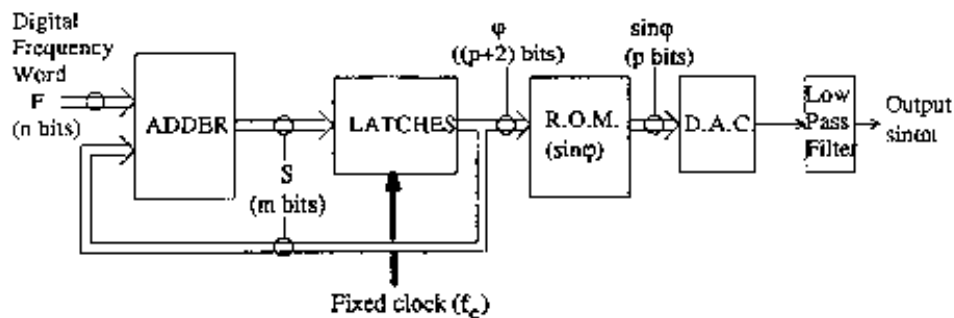 Digital
Frequency
Word
F
(n bits)
ADDER
S
(m bits)
LATCHES
Fixed clock (fc)
φ
((p+2) bits)
R.O.M.
(sinφ)
sinφ
(p bits)
D.A.C.
Low
Pass
Filter
Output
sinωt